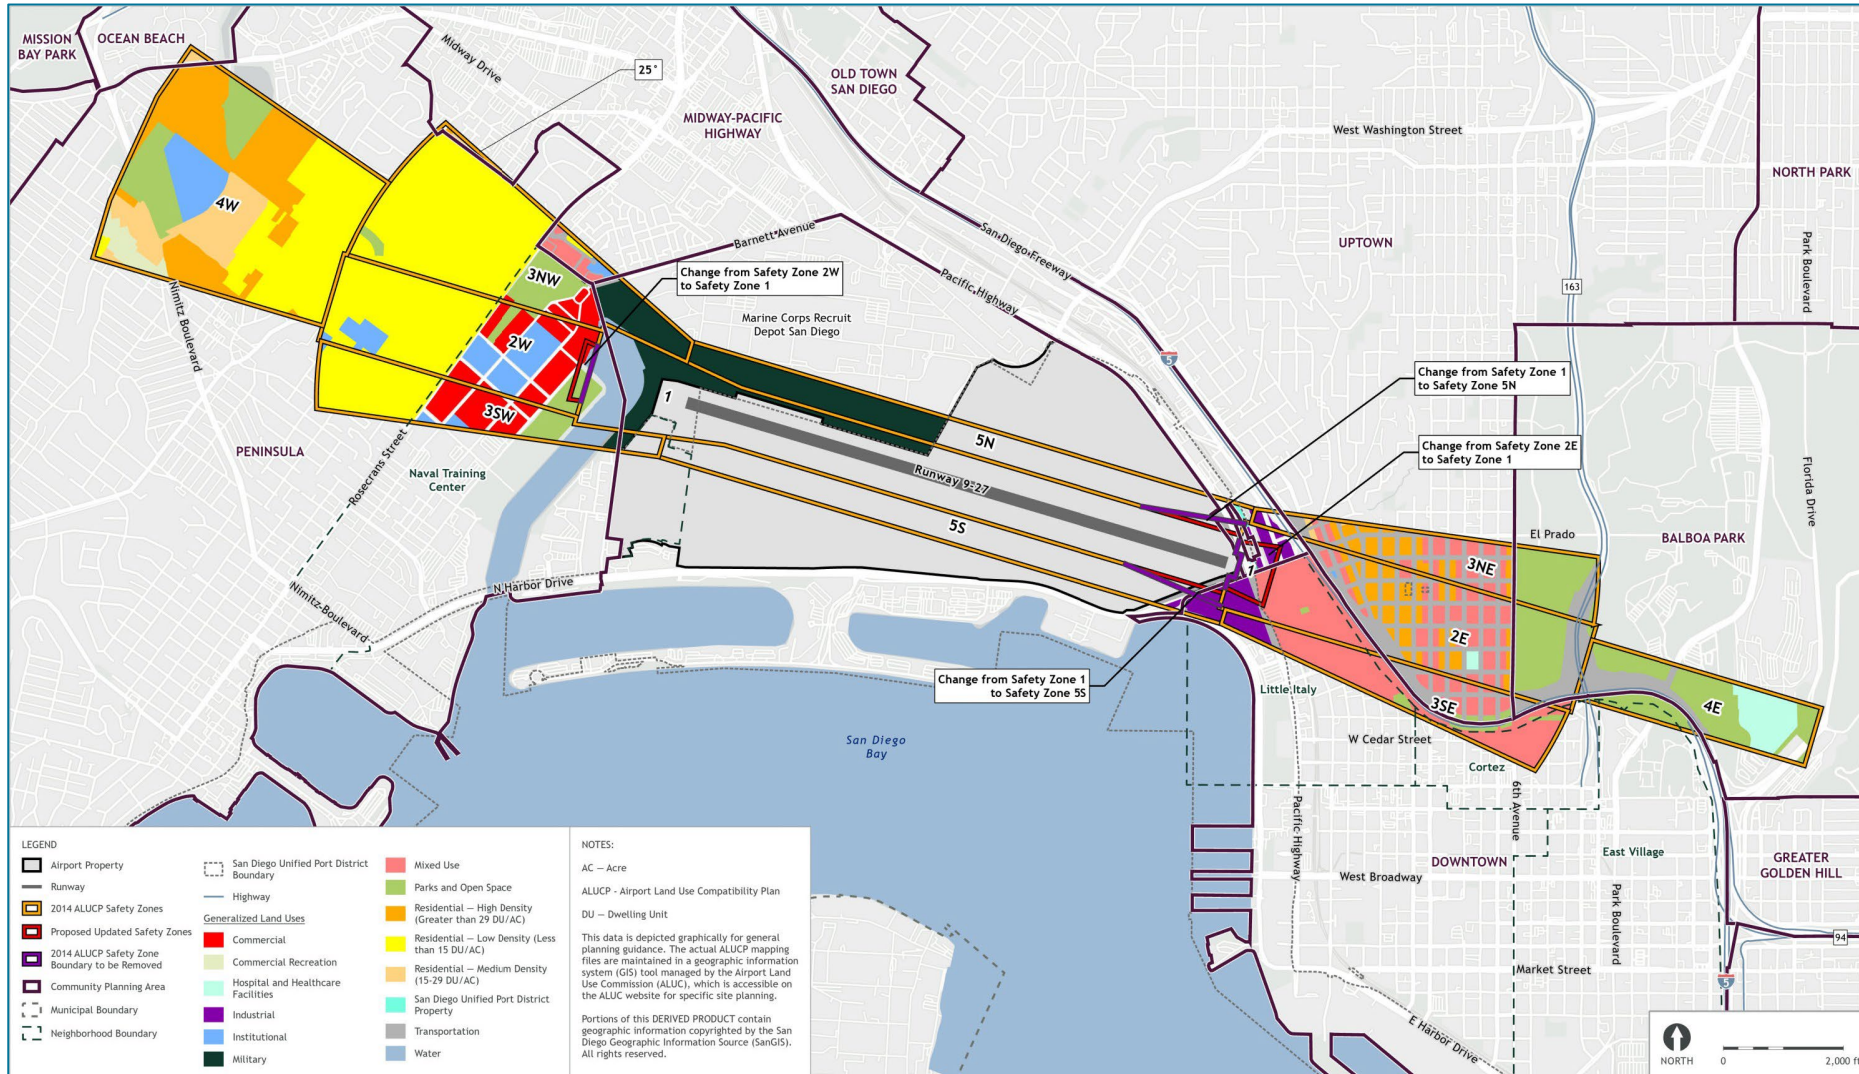 MISSION
BAY PARK
OCEAN BEACH
Midway Drive
25°
OLD TOWN
SAN DIEGO
MIDWAY-PACIFIC
HIGHWAY
West Washington Street
NORTH PARK
4W
Barnett Avenue
San Diego Freeway
UPTOWN
Park Boulevard
3NW
Change from Safety Zone 2W
to Safety Zone 1
Pacific Highway
163
Nimitz Boulevard
Marine Corps Recruit
Depot San Diego
2W
5
Change from Safety Zone 1
to Safety Zone 5N
1
3SW
5N
Change from Safety Zone 2E
to Safety Zone 1
PENINSULA
Rosecrans Street
Naval Training
Center
Runway 9-27
Florida Drive
5S
El Prado
BALBOA PARK
3NE
1
N Harbor Drive
Nimitz Boulevard
2E
Change from Safety Zone 1
to Safety Zone 5S
Little Italy
3SE
4E
San Diego
Bay
W Cedar Street
Cortez
Pacific Highway
6th Avenue
DOWNTOWN
East Village
GREATER
GOLDEN HILL
West Broadway
Park Boulevard
94
Market Street
5
E Harbor Drive
LEGEND
Airport Property
Runway
2014 ALUCP Safety Zones
Proposed Updated Safety Zones
2014 ALUCP Safety Zone
Boundary to be Removed
Community Planning Area
Municipal Boundary
Neighborhood Boundary
San Diego Unified Port District
Boundary
Highway
Generalized Land Uses
Commercial
Commercial Recreation
Hospital and Healthcare
Facilities
Industrial
Institutional
Military
Mixed Use
Parks and Open Space
Residential — High Density
(Greater than 29 DU/AC)
Residential — Low Density (Less
than 15 DU/AC)
Residential — Medium Density
(15-29 DU/AC)
San Diego Unified Port District
Property
Transportation
Water
NOTES:
AC — Acre
ALUCP - Airport Land Use Compatibility Plan
DU — Dwelling Unit
This data is depicted graphically for general
planning guidance. The actual ALUCP mapping
files are maintained in a geographic information
system (GIS) tool managed by the Airport Land
Use Commission (ALUC), which is accessible on
the ALUC website for specific site planning.
Portions of this DERIVED PRODUCT contain
geographic information copyrighted by the San
Diego Geographic Information Source (SanGIS).
All rights reserved.
NORTH
0 2,000 ft